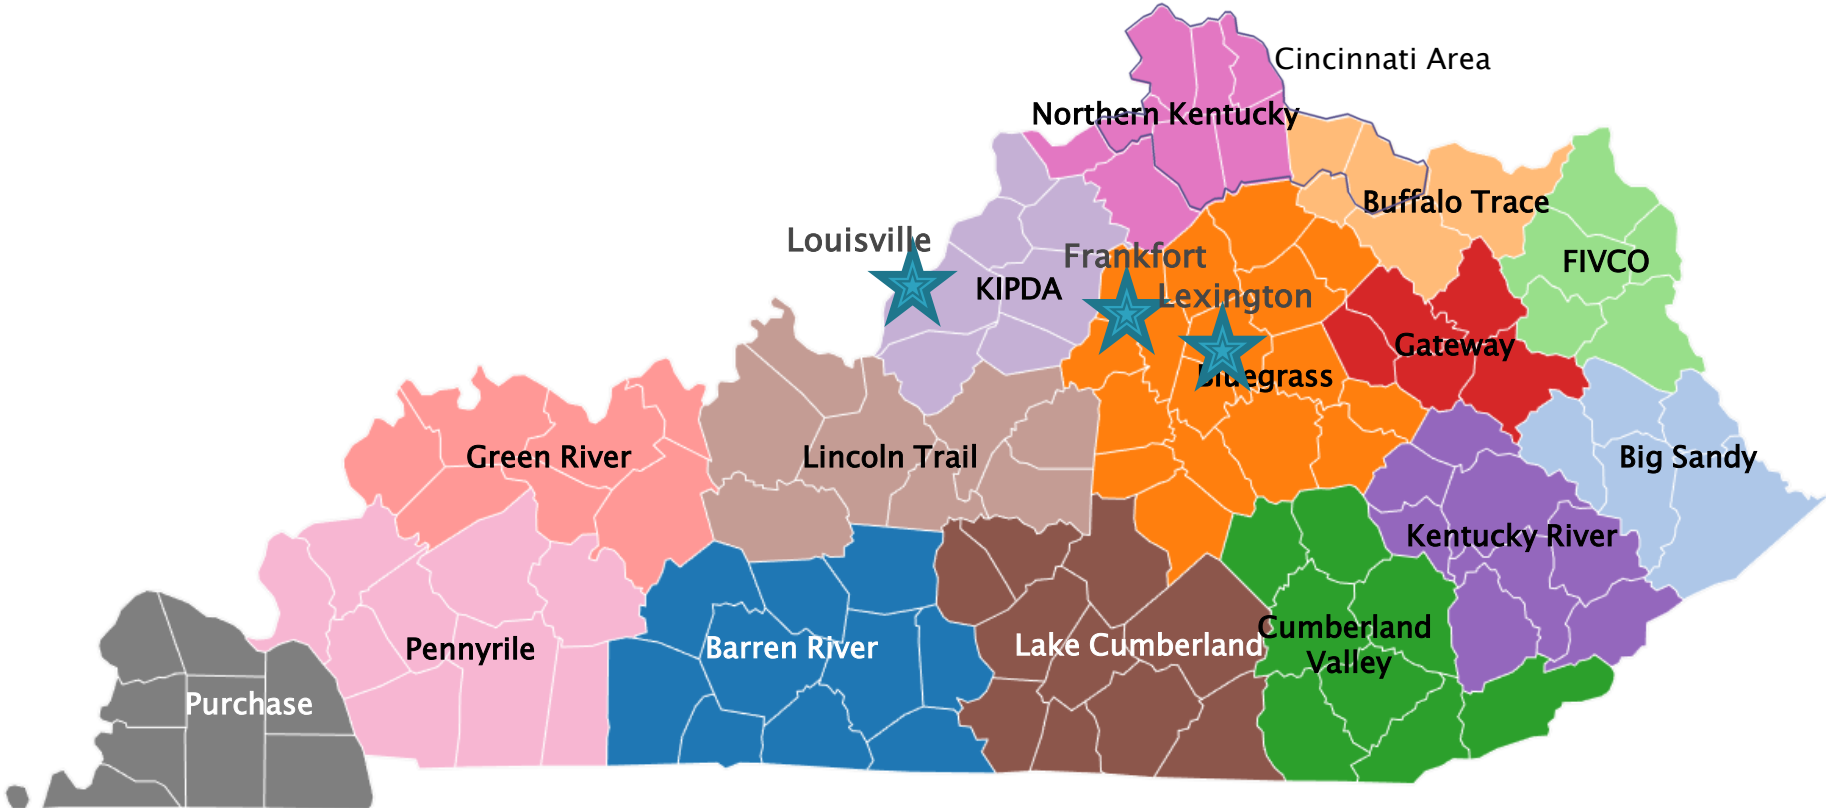 Cincinnati Area
Northern Kentucky
Buffalo Trace
Louisville
Frankfort
FIVCO
KIPDA
Lexington
Gateway
Bluegrass
Green River
Lincoln Trail
Big Sandy
Kentucky River
Cumberland
Valley
Pennyrile
Barren River
Lake Cumberland
Purchase